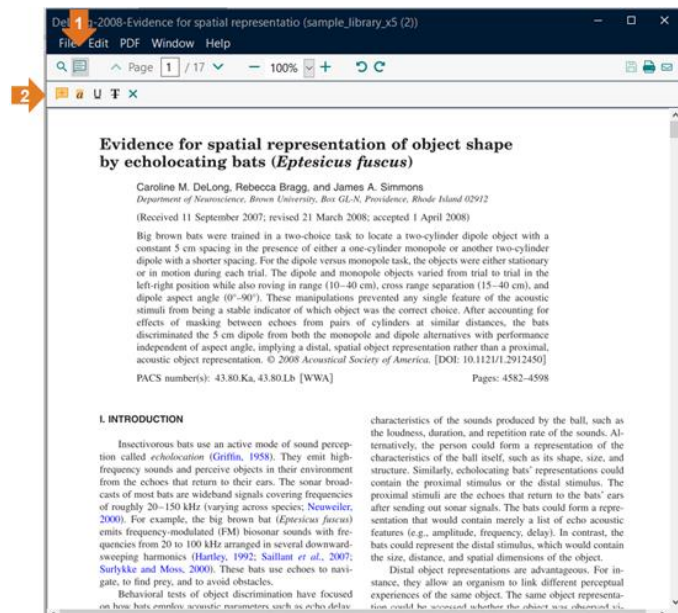 DeLong-2008-Evidence for spatial representatio (sample_library_x5 (2))
1
File Edit PDF Window Help
Page 1 / 17 100%
2
a U T
Evidence for spatial representation of object shape
by echolocating bats (Eptesicus fuscus)
Caroline M. DeLong, Rebecca Bragg, and James A. Simmons
Department of Neuroscience, Brown University, Box GL-N, Providence, Rhode Island 02912
(Received 11 September 2007; revised 21 March 2008; accepted 1 April 2008)
Big brown bats were trained in a two-choice task to locate a two-cylinder dipole object with a
constant 5 cm spacing in the presence of either a one-cylinder monopole or another two-cylinder
dipole with a shorter spacing. For the dipole versus monopole task, the objects were either stationary
or in motion during each trial. The dipole and monopole objects varied from trial to trial in the
left-right position while also roving in range (10–40 cm), cross range separation (15–40 cm), and
dipole aspect angle (0°–90°). These manipulations prevented any single feature of the acoustic
stimuli from being a stable indicator of which object was the correct choice. After accounting for
effects of masking between echoes from pairs of cylinders at similar distances, the bats
discriminated the 5 cm dipole from both the monopole and dipole alternatives with performance
independent of aspect angle, implying a distal, spatial object representation rather than a proximal,
acoustic object representation. © 2008 Acoustical Society of America. [DOI: 10.1121/1.2912450]
PACS number(s): 43.80.Ka, 43.80.Lb [WWA] Pages: 4582–4598
I. INTRODUCTION
Insectivorous bats use an active mode of sound percep-
tion called echolocation (Griffin, 1958). They emit high-
frequency sounds and perceive objects in their environment
from the echoes that return to their ears. The sonar broad-
casts of most bats are wideband signals covering frequencies
of roughly 20–150 kHz (varying across species; Neuweiler,
2000). For example, the big brown bat (Eptesicus fuscus)
emits frequency-modulated (FM) biosonar sounds with fre-
quencies from 20 to 100 kHz arranged in several downward-
sweeping harmonics (Hartley, 1992; Saillant et al., 2007;
Surlykke and Moss, 2000). These bats use echoes to navi-
gate, to find prey, and to avoid obstacles.
Behavioral tests of object discrimination have focused
on how bats employ acoustic parameters such as echo delay
characteristics of the sounds produced by the ball, such as
the loudness, duration, and repetition rate of the sounds. Al-
ternatively, the person could form a representation of the
characteristics of the ball itself, such as its shape, size, and
structure. Similarly, echolocating bats' representations could
contain the proximal stimulus or the distal stimulus. The
proximal stimuli are the echoes that return to the bats' ears
after sending out sonar signals. The bats could form a repre-
sentation that would contain merely a list of echo acoustic
features (e.g., amplitude, frequency, delay). In contrast, the
bats could represent the distal stimulus, which would contain
the size, distance, and spatial dimensions of the object.
Distal object representations are advantageous. For in-
stance, they allow an organism to link different perceptual
experiences of the same object. The same object representa-
tion could be accessed whether the object was observed